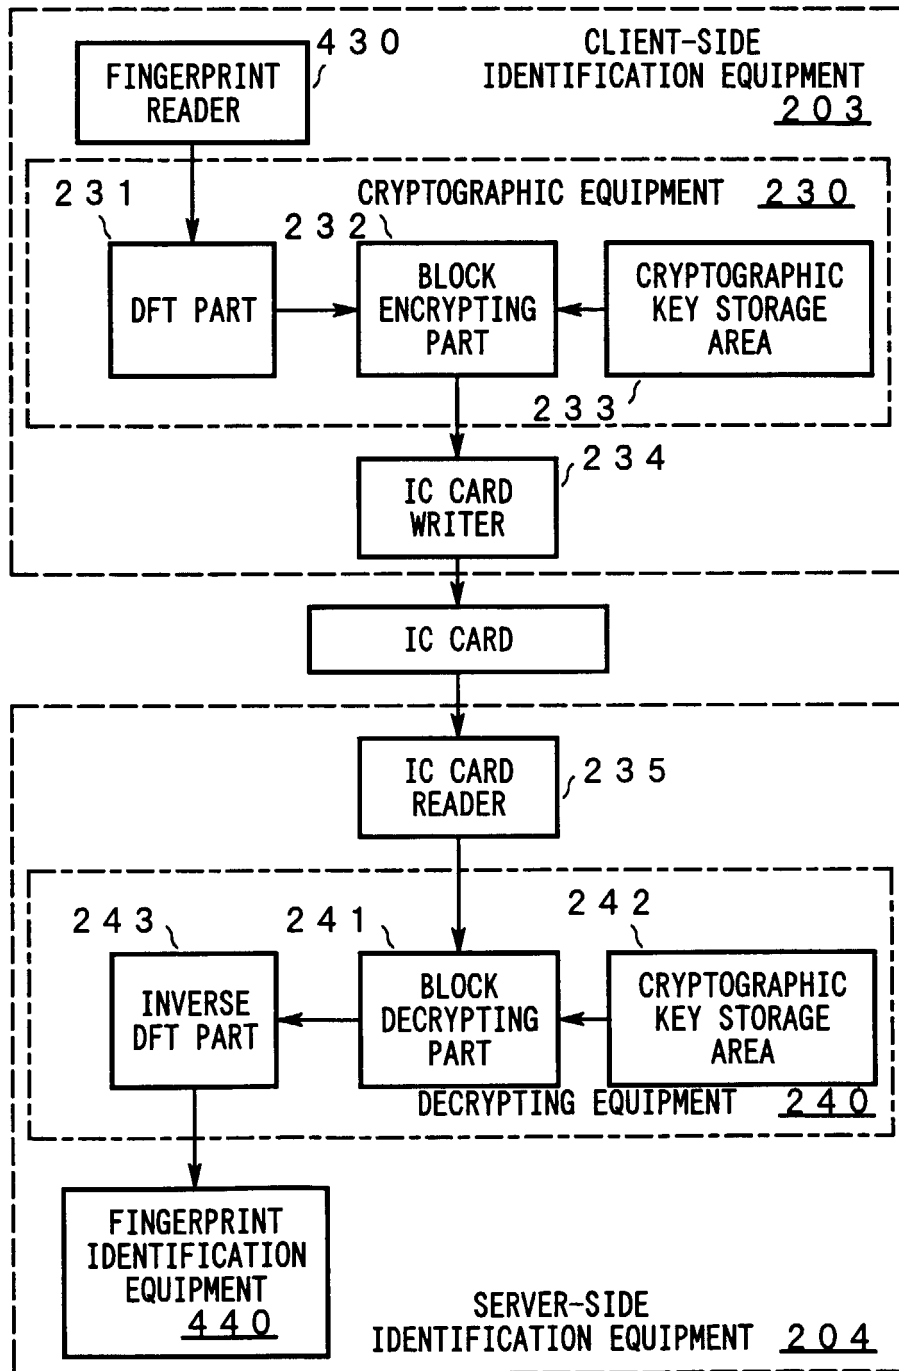 430
FINGERPRINT
READER
CLIENT-SIDE
IDENTIFICATION EQUIPMENT
203
231
CRYPTOGRAPHIC EQUIPMENT 230
232
DFT PART
BLOCK
ENCRYPTING
PART
CRYPTOGRAPHIC
KEY STORAGE
AREA
233
234
IC CARD
WRITER
IC CARD
IC CARD
READER
235
243
241
242
INVERSE
DFT PART
BLOCK
DECRYPTING
PART
CRYPTOGRAPHIC
KEY STORAGE
AREA
DECRYPTING EQUIPMENT 240
FINGERPRINT
IDENTIFICATION
EQUIPMENT
440
SERVER-SIDE
IDENTIFICATION EQUIPMENT 204